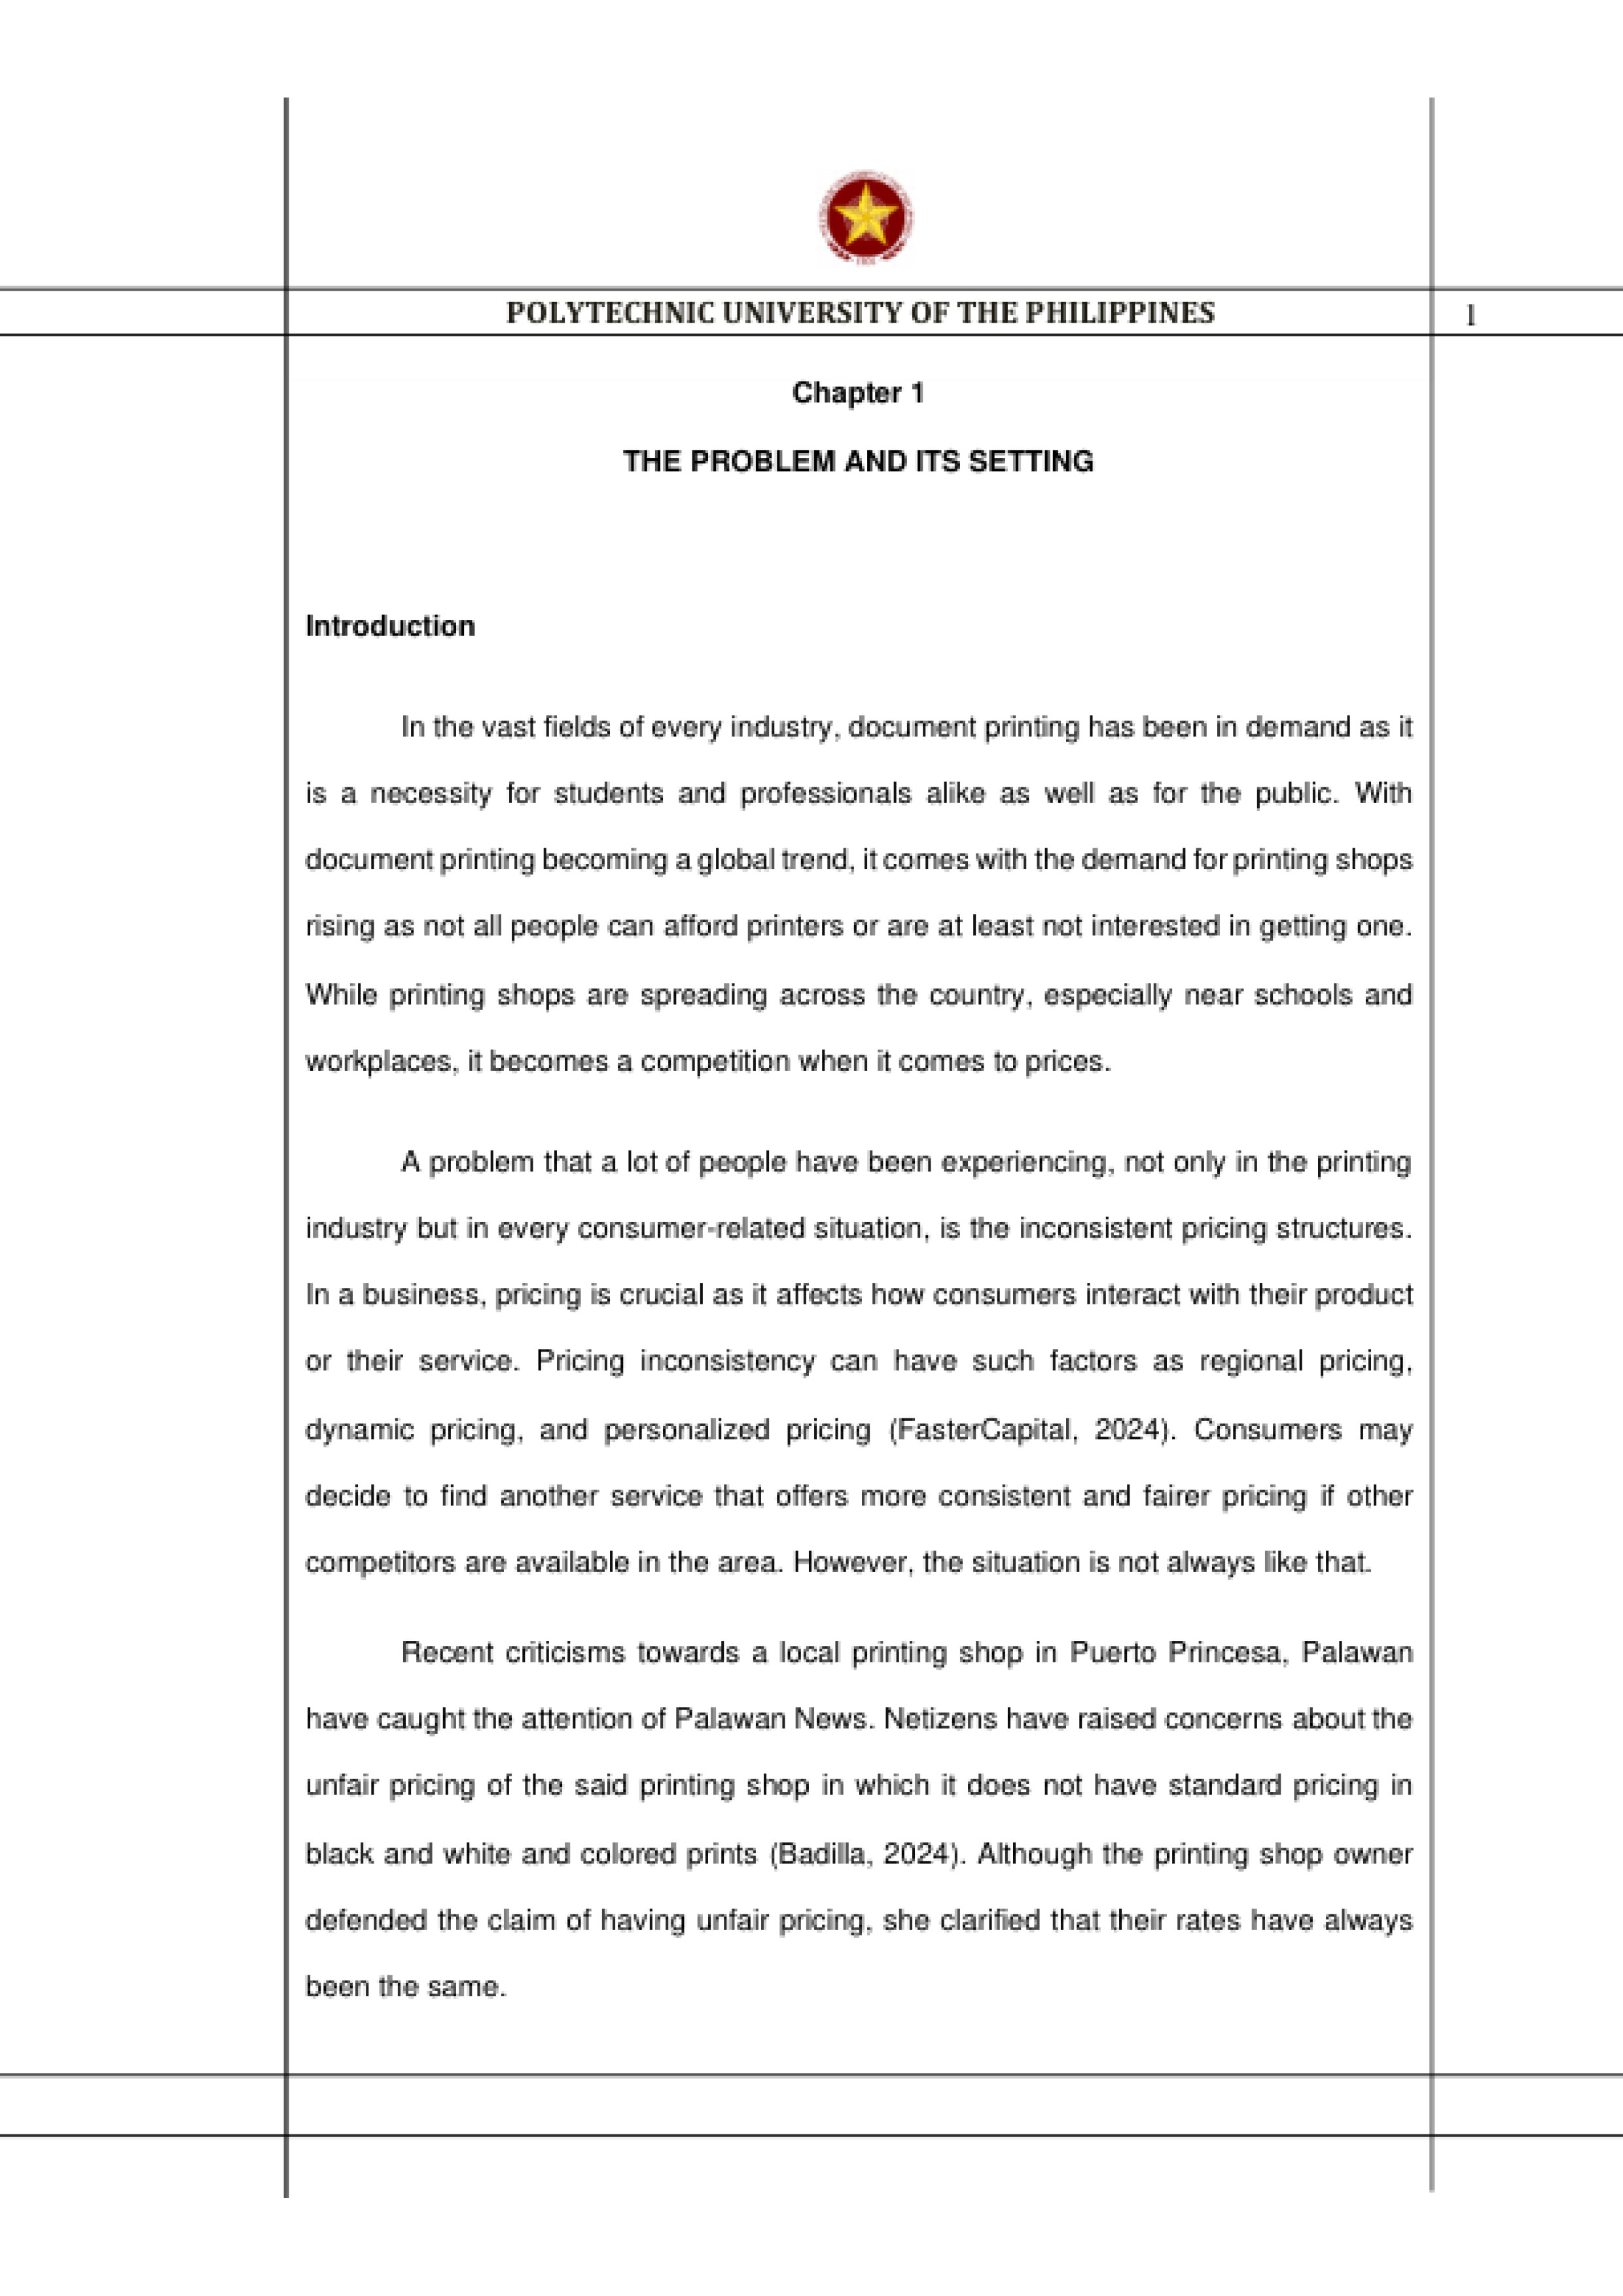 POLYTECHNIC UNIVERSITY OF THE PHILIPPINES
1
Chapter 1
THE PROBLEM AND ITS SETTING
Introduction
In the vast fields of every industry, document printing has been in demand as it
is a necessity for students and professionals alike as well as for the public. With
document printing becoming a global trend, it comes with the demand for printing shops
rising as not all people can afford printers or are at least not interested in getting one.
While printing shops are spreading across the country, especially near schools and
workplaces, it becomes a competition when it comes to prices.
A problem that a lot of people have been experiencing, not only in the printing
industry but in every consumer-related situation, is the inconsistent pricing structures.
In a business, pricing is crucial as it affects how consumers interact with their product
or their service. Pricing inconsistency can have such factors as regional pricing,
dynamic pricing, and personalized pricing (FasterCapital, 2024). Consumers may
decide to find another service that offers more consistent and fairer pricing if other
competitors are available in the area. However, the situation is not always like that.
Recent criticisms towards a local printing shop in Puerto Princesa, Palawan
have caught the attention of Palawan News. Netizens have raised concerns about the
unfair pricing of the said printing shop in which it does not have standard pricing in
black and white and colored prints (Badilla, 2024). Although the printing shop owner
defended the claim of having unfair pricing, she clarified that their rates have always
been the same.